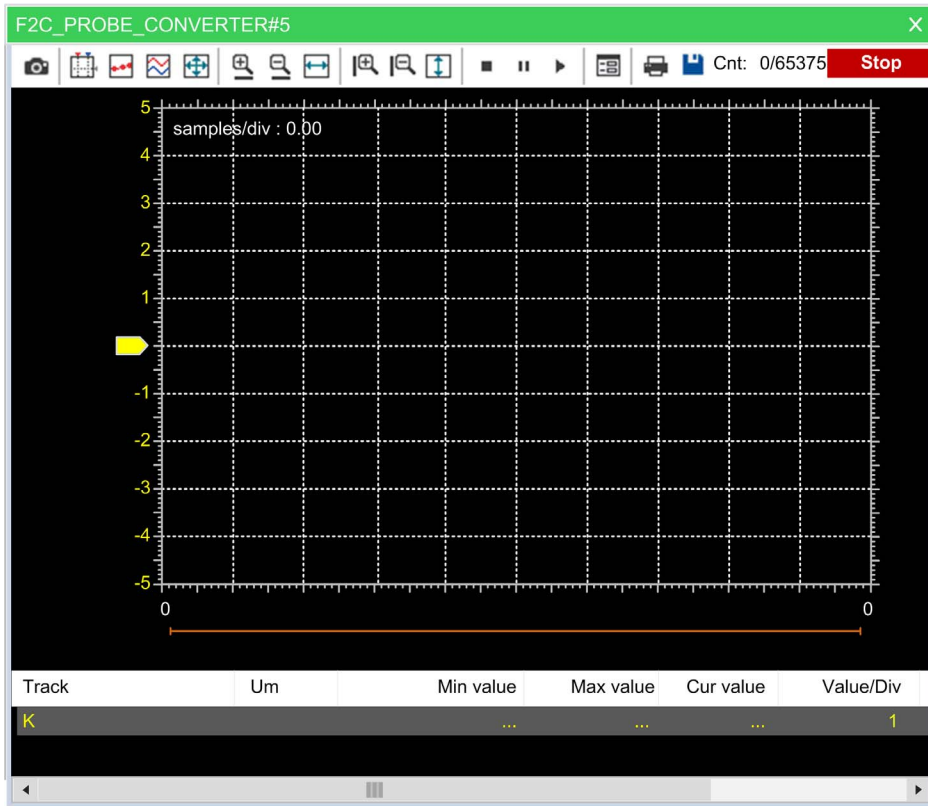 F2C_PROBE_CONVERTER#5 X
Cnt: 0/65375 Stop
samples/div : 0.00
5
4
3
2
1
-1
-2
-3
-4
-5
0 0
Track Um Min value Max value Cur value Value/Div
K ... ... ... 1